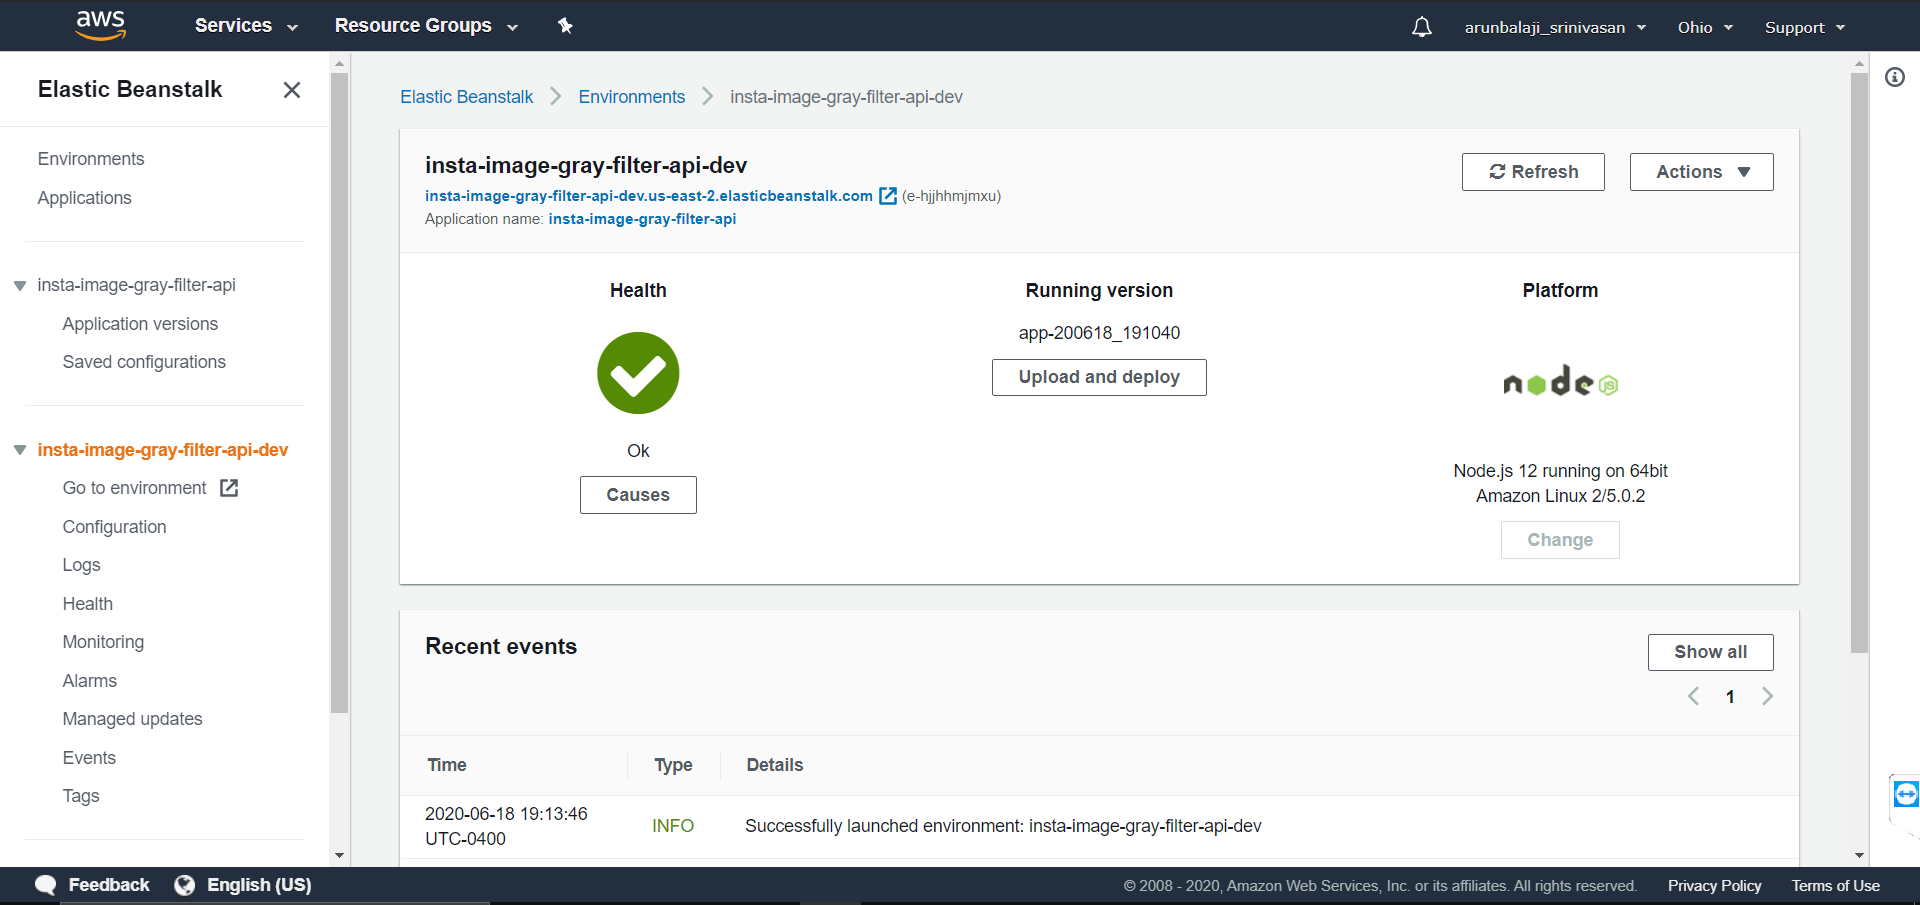 aws
Services
Resource Groups
arunbalaji_srinivasan
Ohio
Support
Elastic Beanstalk
Environments
Applications
insta-image-gray-filter-api
Application versions
Saved configurations
insta-image-gray-filter-api-dev
Go to environment
Configuration
Logs
Health
Monitoring
Alarms
Managed updates
Events
Tags
Elastic Beanstalk
Environments
insta-image-gray-filter-api-dev
insta-image-gray-filter-api-dev
insta-image-gray-filter-api-dev.us-east-2.elasticbeanstalk.com (e-hjjhhmjmxu)
Application name: insta-image-gray-filter-api
Refresh
Actions
Health
Ok
Causes
Running version
app-200618_191040
Upload and deploy
Platform
node
JS
Node.js 12 running on 64bit
Amazon Linux 2/5.0.2
Change
Recent events
Show all
1
Time
Type
Details
2020-06-18 19:13:46
UTC-0400
INFO
Successfully launched environment: insta-image-gray-filter-api-dev
Feedback
English (US)
© 2008 - 2020, Amazon Web Services, Inc. or its affiliates. All rights reserved.
Privacy Policy
Terms of Use